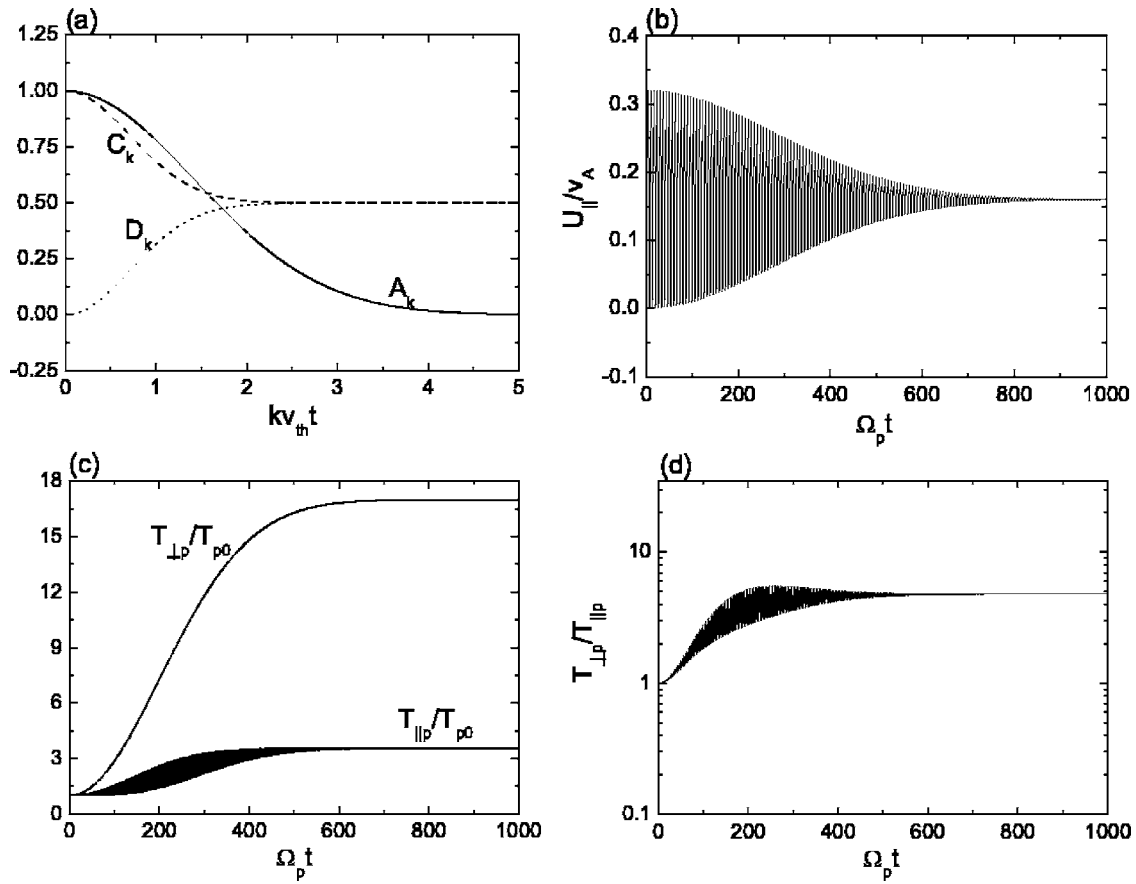 (a)
1.25
1.00
0.75
0.50
0.25
0.00
-0.25
C_k
D_k
A_k
0 1 2 3 4 5
kv_th t
(b)
0.4
0.3
0.2
0.1
0.0
-0.1
U_||/v_A
0 200 400 600 800 1000
Ω_p t
(c)
18
15
12
9
6
3
0
T_⊥p/T_p0
T_||p/T_p0
0 200 400 600 800 1000
Ω_p t
(d)
10
1
0.1
T_⊥p/T_||p
0 200 400 600 800 1000
Ω_p t